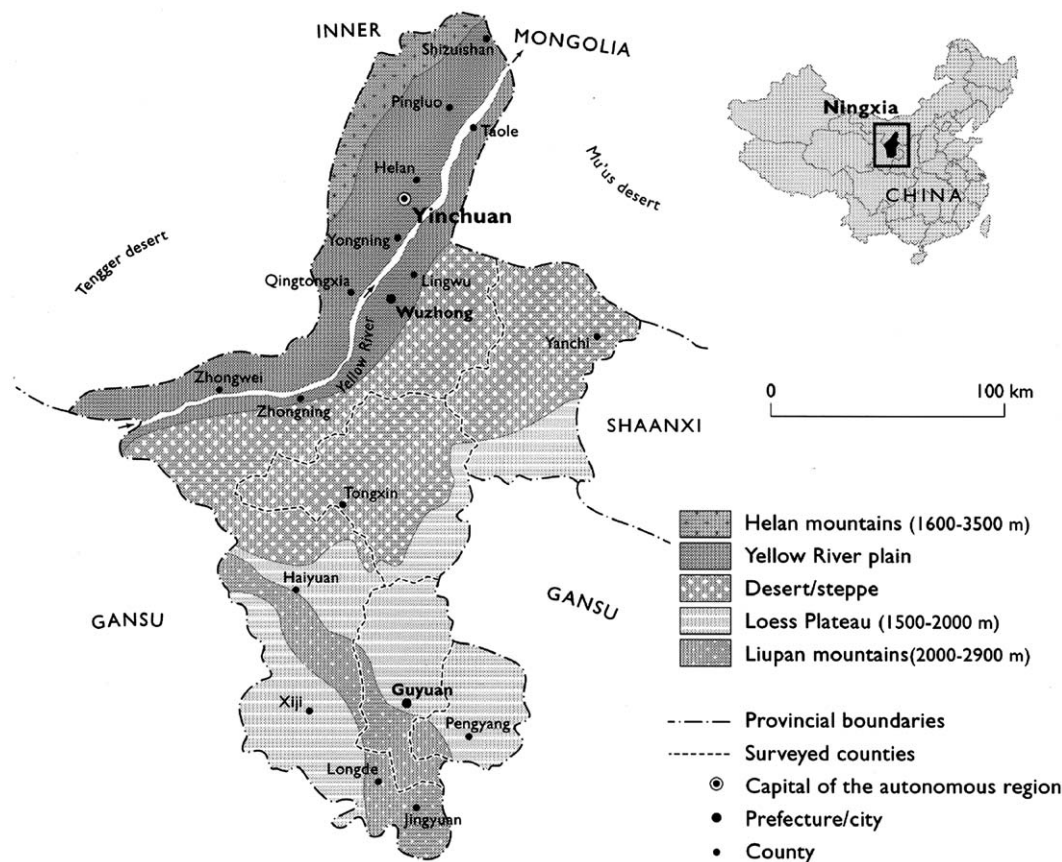 INNER
MONGOLIA
Shizuishan
Pingluo
Taole
Helan
Yinchuan
Yongning
Mu'us desert
Tengger desert
Qingtongxia
Lingwu
Wuzhong
Yanchi
Yellow River
Zhongwei
Zhongning
SHAANXI
Tongxin
Haiyuan
GANSU
GANSU
Guyuan
Xiji
Pengyang
Longde
Jingyuan
Ningxia
CHINA
0 100 km
Helan mountains (1600-3500 m)
Yellow River plain
Desert/steppe
Loess Plateau (1500-2000 m)
Liupan mountains(2000-2900 m)
Provincial boundaries
Surveyed counties
Capital of the autonomous region
Prefecture/city
County